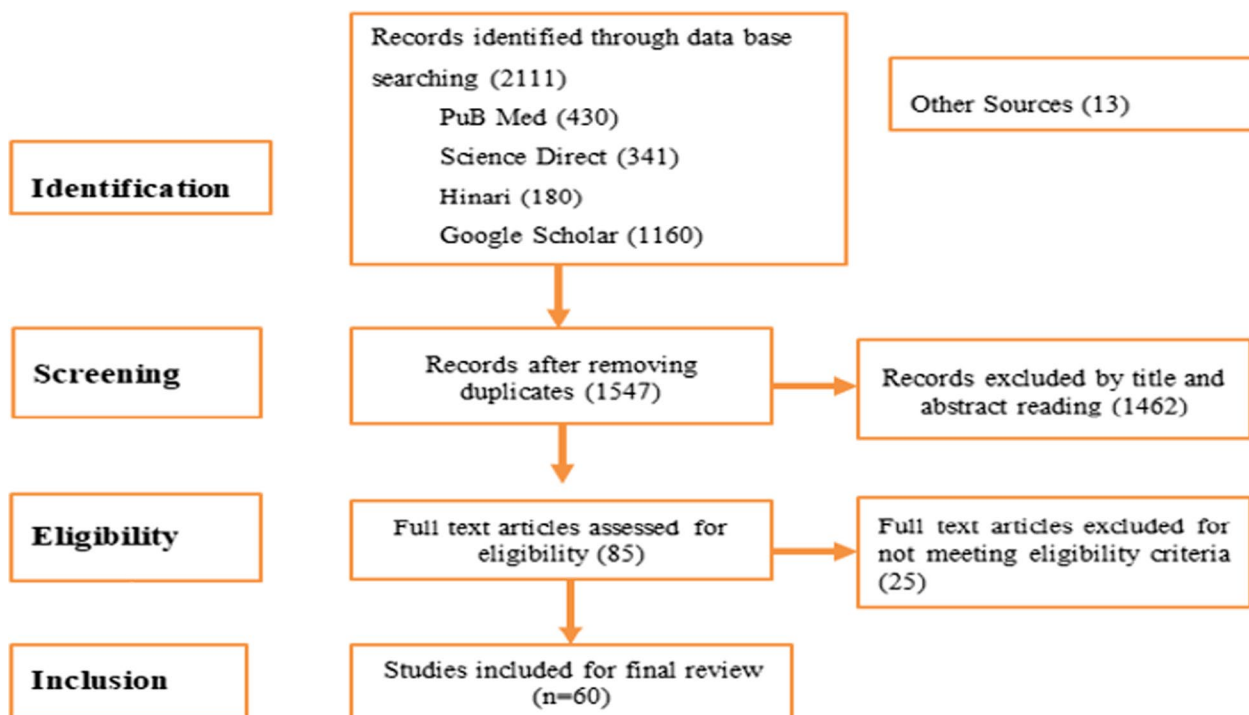 Records identified through data base
searching (2111)
PuB Med (430)
Science Direct (341)
Hinari (180)
Google Scholar (1160)
Other Sources (13)
Identification
Screening
Records after removing
duplicates (1547)
Records excluded by title and
abstract reading (1462)
Eligibility
Full text articles assessed for
eligibility (85)
Full text articles excluded for
not meeting eligibility criteria
(25)
Inclusion
Studies included for final review
(n=60)